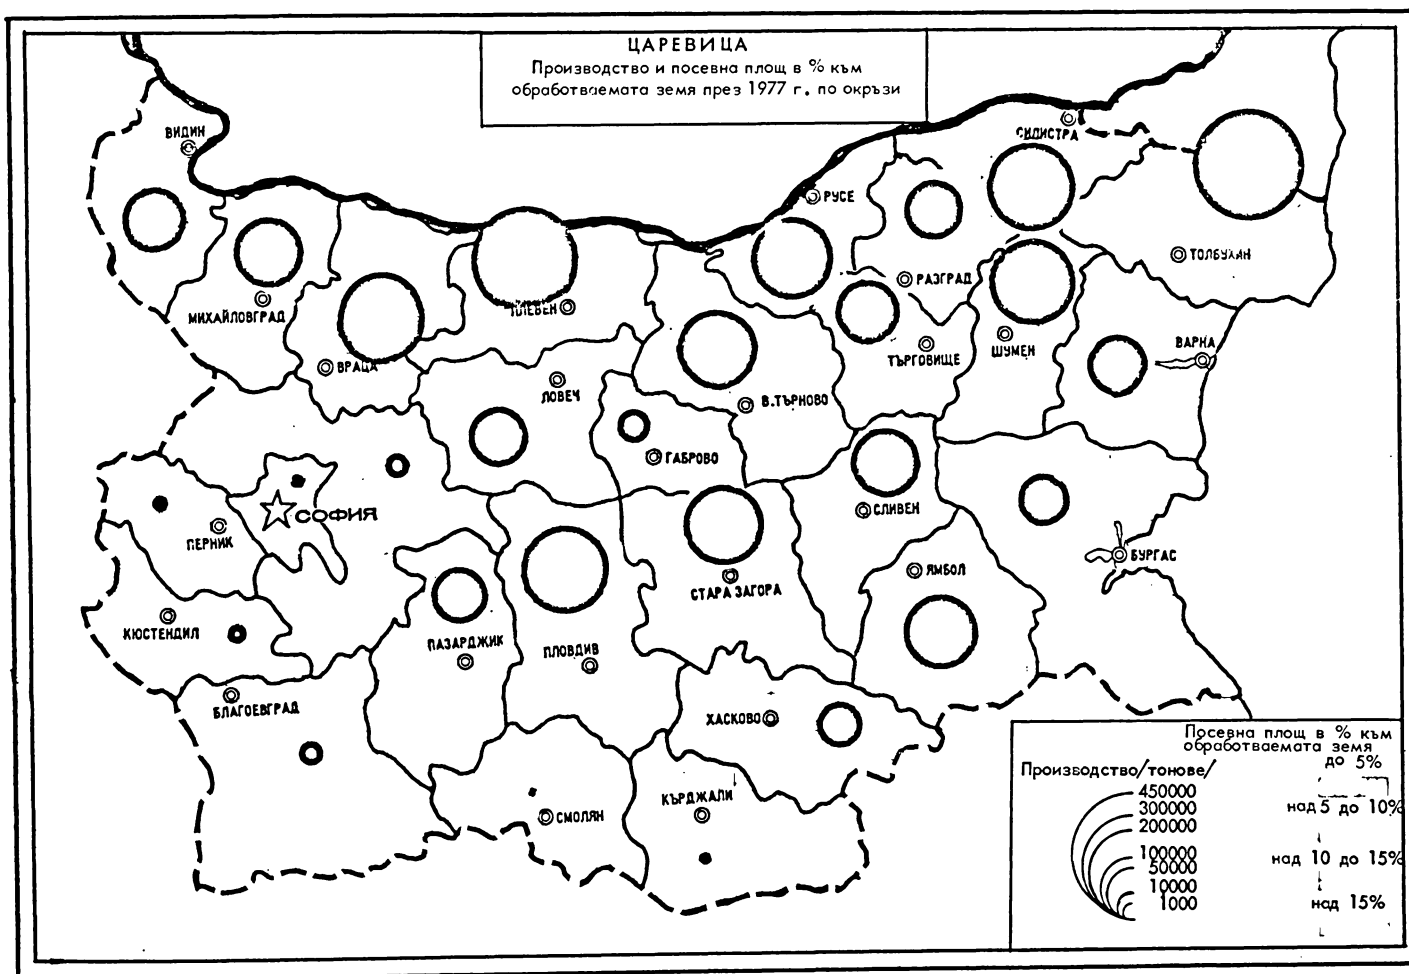 ЦАРЕВИЦА
Производство и посевна площ в % към
обработваемата земя през 1977 г. по окръзи
ВИДИН
СИЛИСТРА
РУСЕ
ТОЛБУХАН
РАЗГРАД
МИХАЙЛОВГРАД
ПЛЕВЕН
ВРАЦА
ТЪРГОВИЩЕ
ШУМЕН
ВАРНА
ЛОВЕЧ
В. ТЪРНОВО
ГАБРОВО
СОФИЯ
СЛИВЕН
ПЕРНИК
БУРГАС
ЯМБОЛ
СТАРА ЗАГОРА
КЮСТЕНДИЛ
ПАЗАРДЖИК
ПЛОВДИВ
БЛАГОЕВГРАД
ХАСКОВО
КЪРДЖАЛИ
СМОЛЯН
Посевна площ в % към
обработваемата земя
до 5%
Производство/тонове/
450000
300000
над 5 до 10%
200000
100000
над 10 до 15%
50000
10000
1000
над 15%